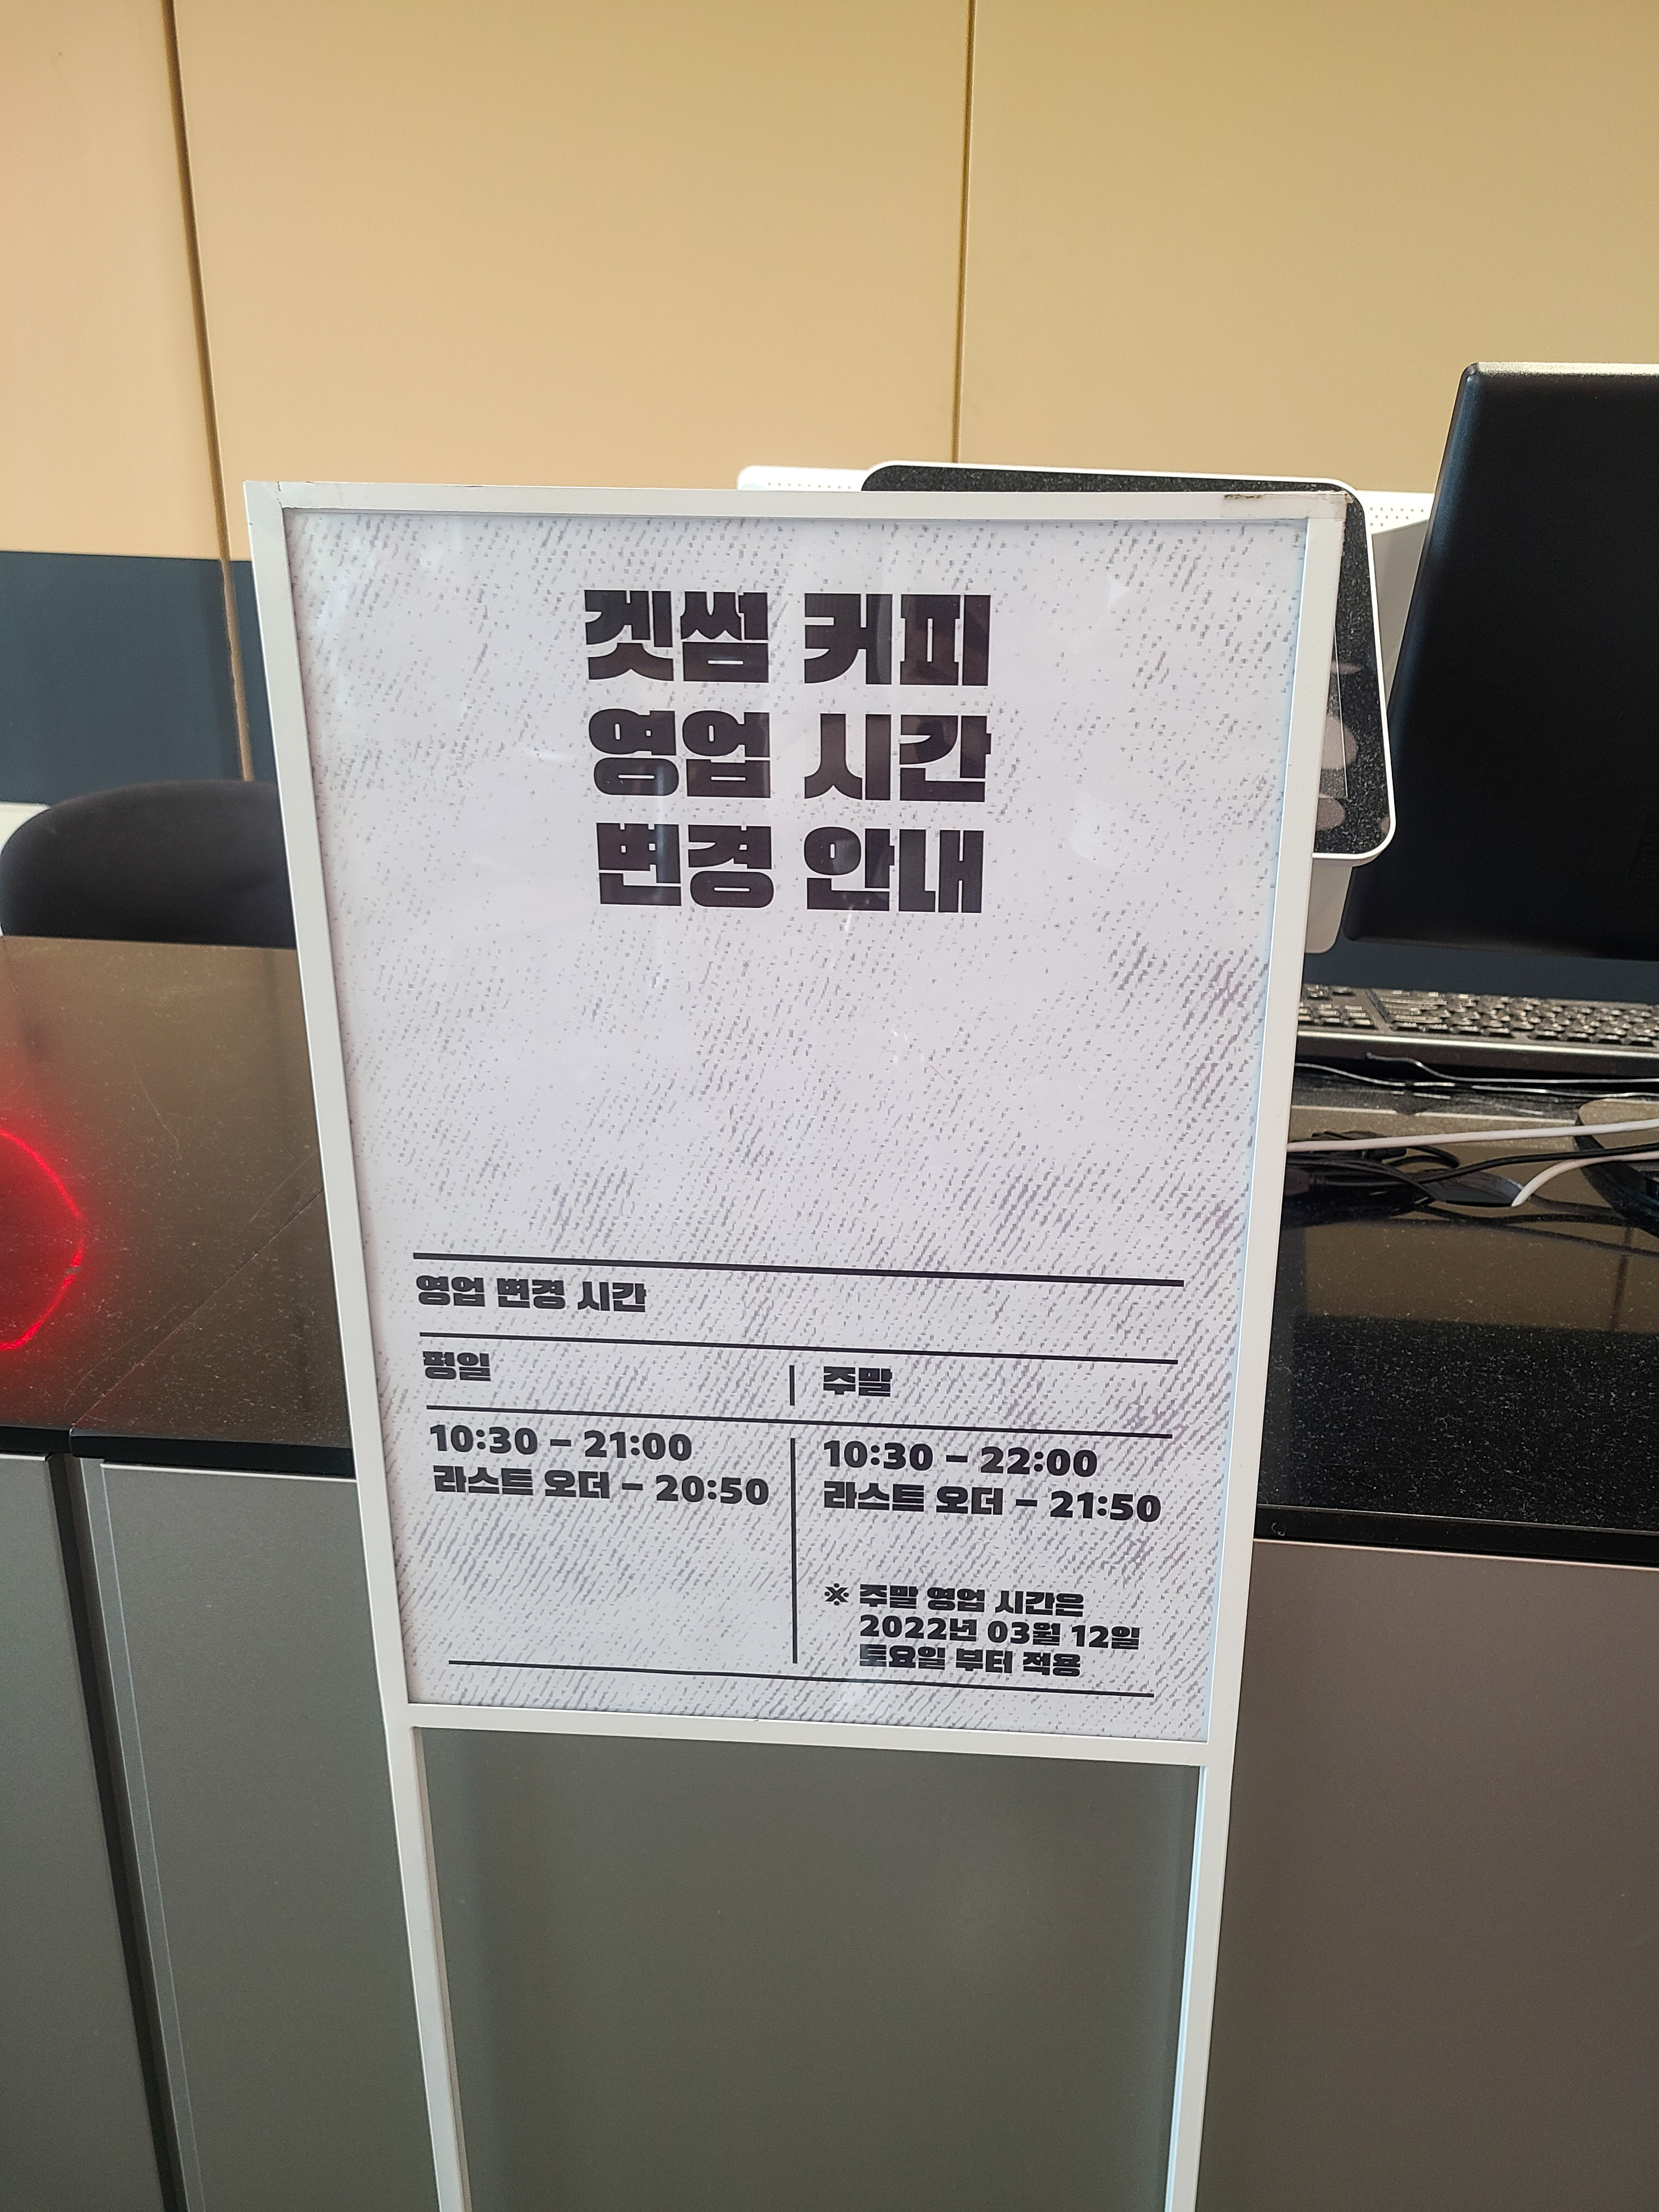 겟썸 커피
영업 시간
변경 안내
영업 변경 시간
평일
주말
10:30 – 21:00
라스트 오더 – 20:50
10:30 – 22:00
라스트 오더 – 21:50
※ 주말 영업 시간은
2022년 03월 12일
토요일 부터 적용